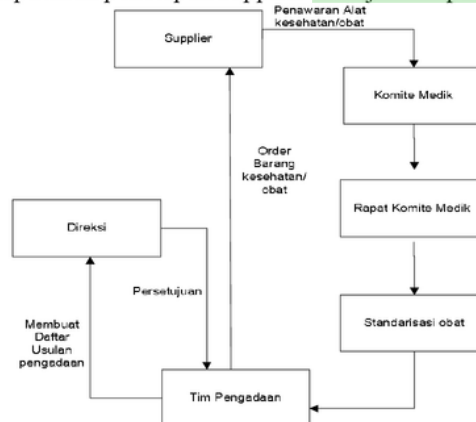 Penawaran Alat
kesehatan/obat
Supplier
Komite Medik
Order
Barang
kesehatan/
obat
Rapat Komite Medik
Direksi
Persetujuan
Membuat
Daftar
Usulan
pengadaan
Standarisasi obat
Tim Pengadaan